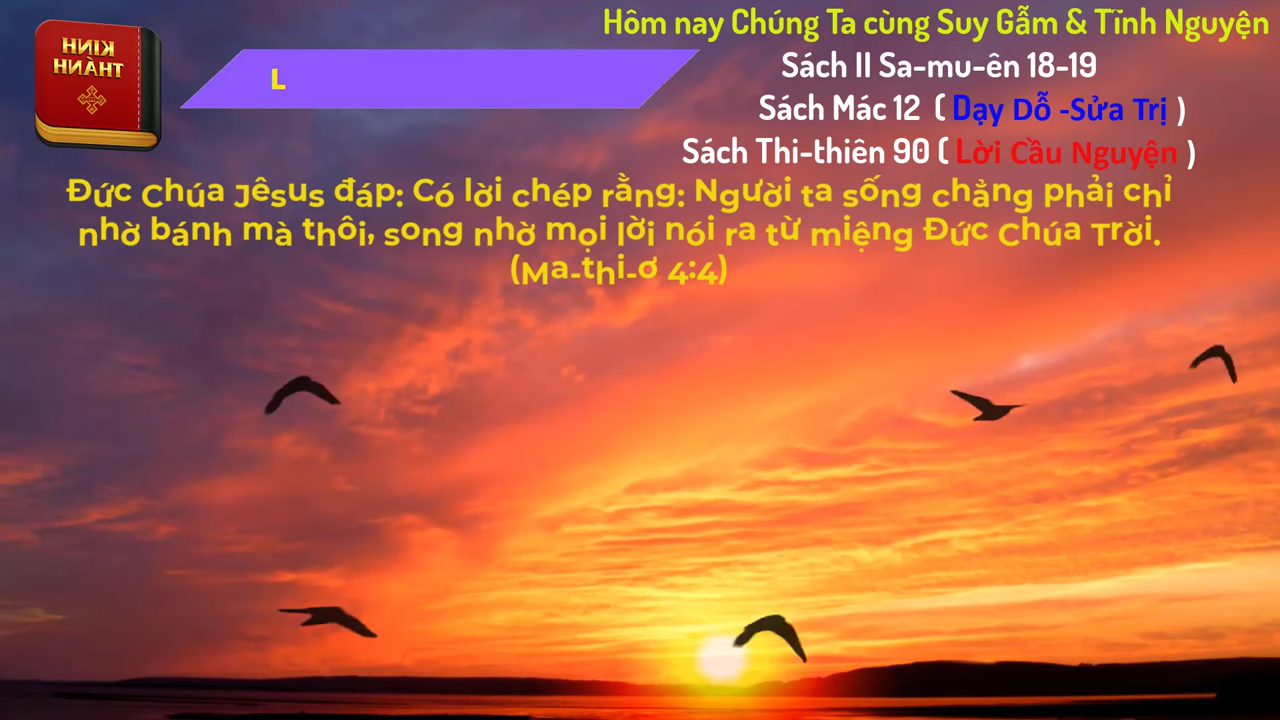 KINH
THÁNH
L
Hôm nay Chúng Ta cùng Suy Gẫm & Tĩnh Nguyện
Sách II Sa-mu-ên 18-19
Sách Mác 12 ( Dạy Dỗ -Sửa Trị )
Sách Thi-thiên 90 ( Lời Cầu Nguyện )
Đức Chúa Jêsus đáp: Có lời chép rằng: Người ta sống chẳng phải chỉ
nhờ bánh mà thôi, song nhờ mọi lời nói ra từ miệng Đức Chúa Trời.
(Ma-thi-ơ 4:4)